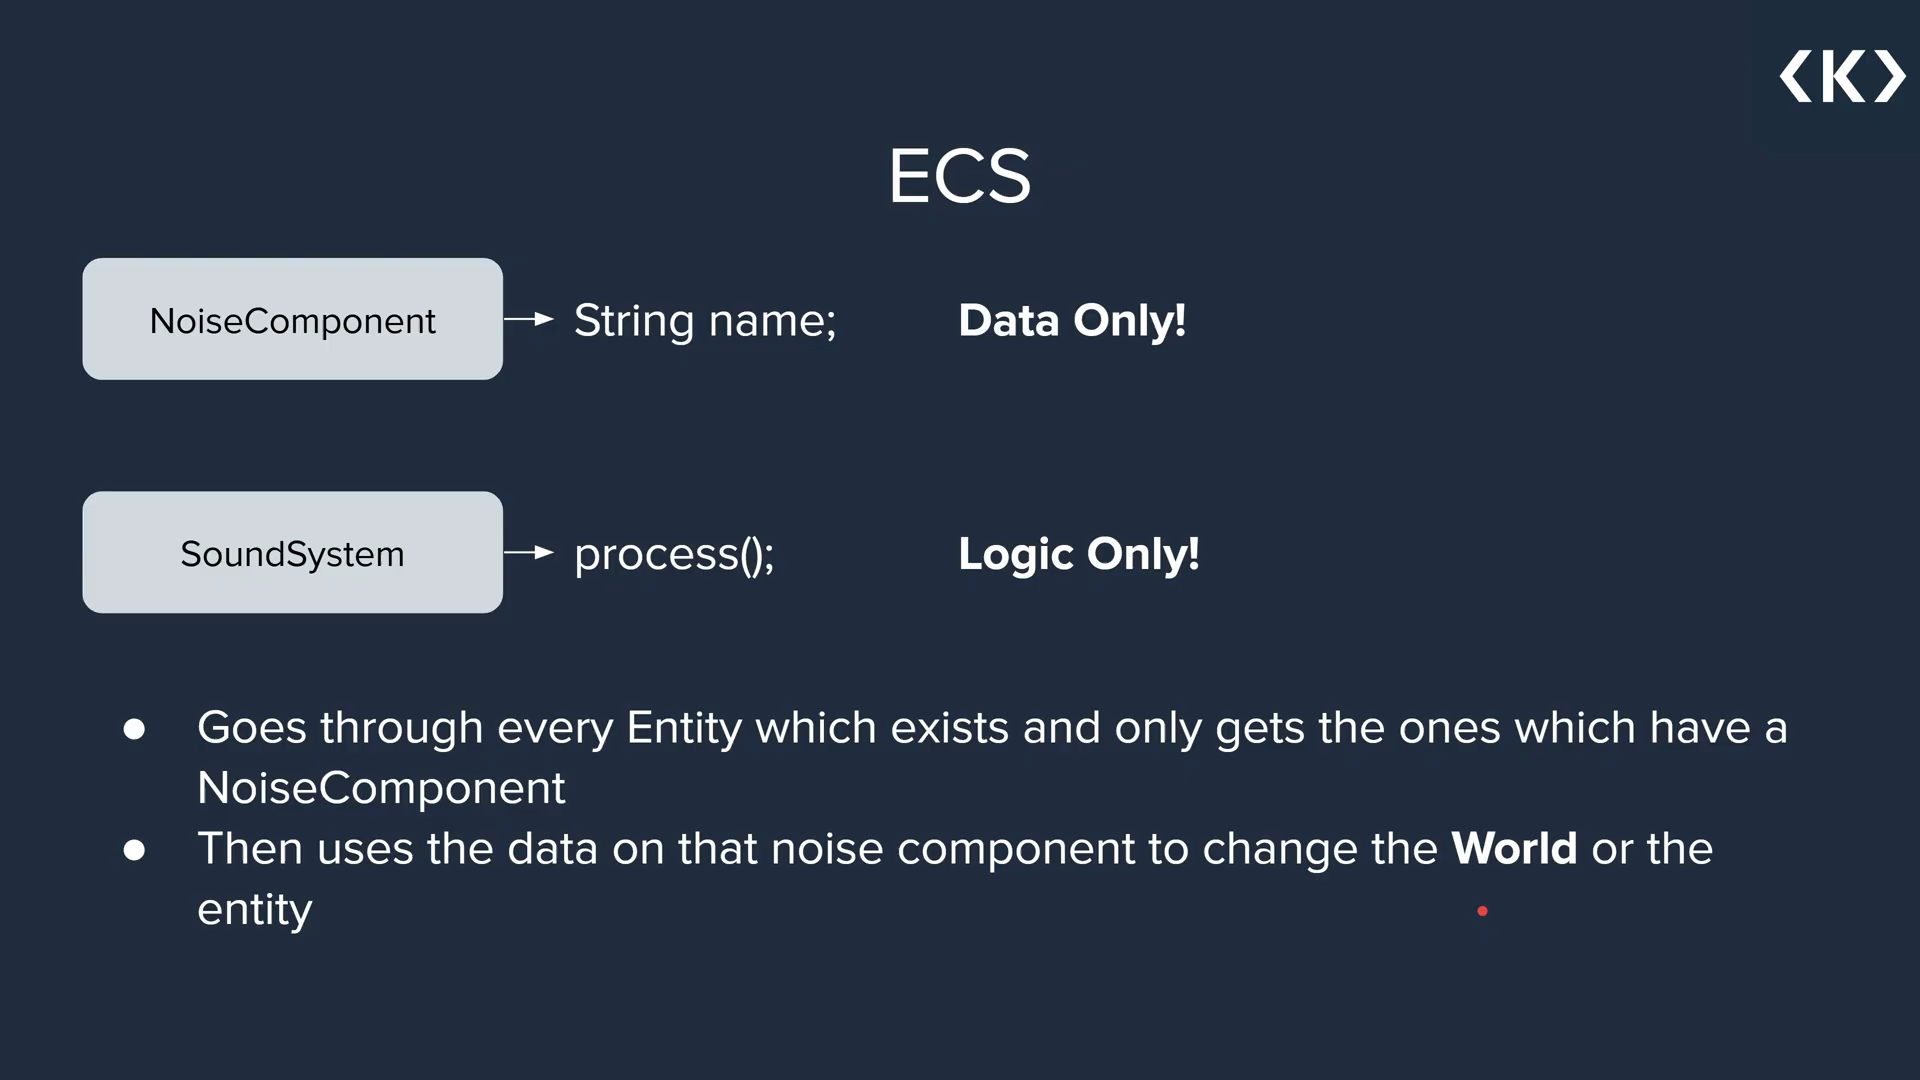 <K>
ECS
NoiseComponent
String name;
Data Only!
SoundSystem
process();
Logic Only!
● Goes through every Entity which exists and only gets the ones which have a
NoiseComponent
● Then uses the data on that noise component to change the World or the
entity